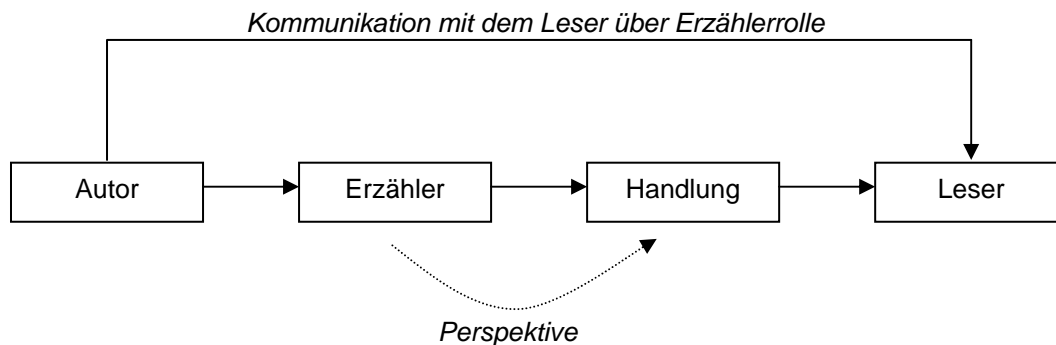 Kommunikation mit dem Leser über Erzählerrolle
Autor
Erzähler
Handlung
Leser
Perspektive